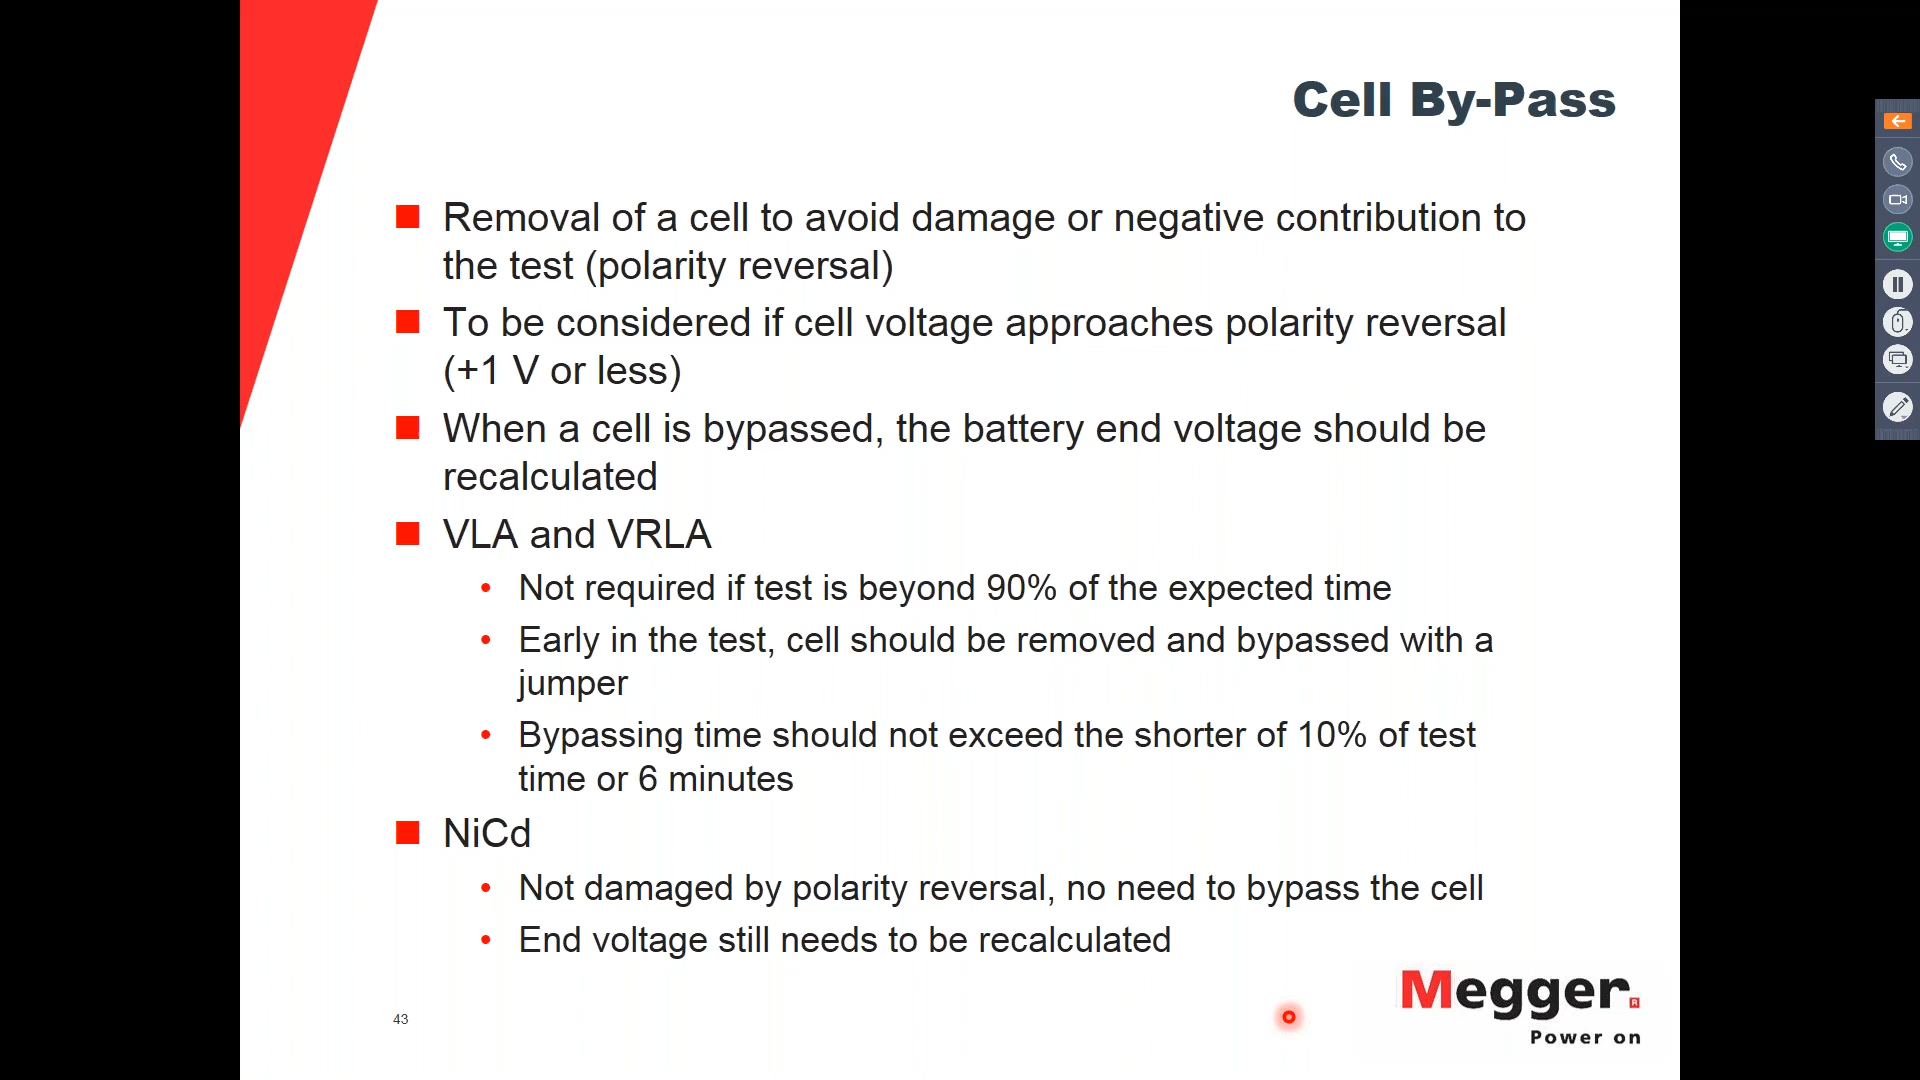 Cell By-Pass
Removal of a cell to avoid damage or negative contribution to
the test (polarity reversal)
To be considered if cell voltage approaches polarity reversal
(+1 V or less)
When a cell is bypassed, the battery end voltage should be
recalculated
VLA and VRLA
• Not required if test is beyond 90% of the expected time
• Early in the test, cell should be removed and bypassed with a
jumper
• Bypassing time should not exceed the shorter of 10% of test
time or 6 minutes
NiCd
• Not damaged by polarity reversal, no need to bypass the cell
• End voltage still needs to be recalculated
43
Megger.R
Power on